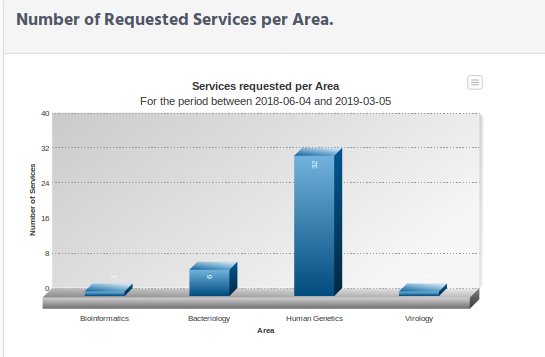 Number of Requested Services per Area.
Services requested per Area
For the period between 2018-06-04 and 2019-03-05
Number of Services
40
32
24
16
8
0
1
6
32
Bioinformatics
Bacteriology
Human Genetics
Virology
Area